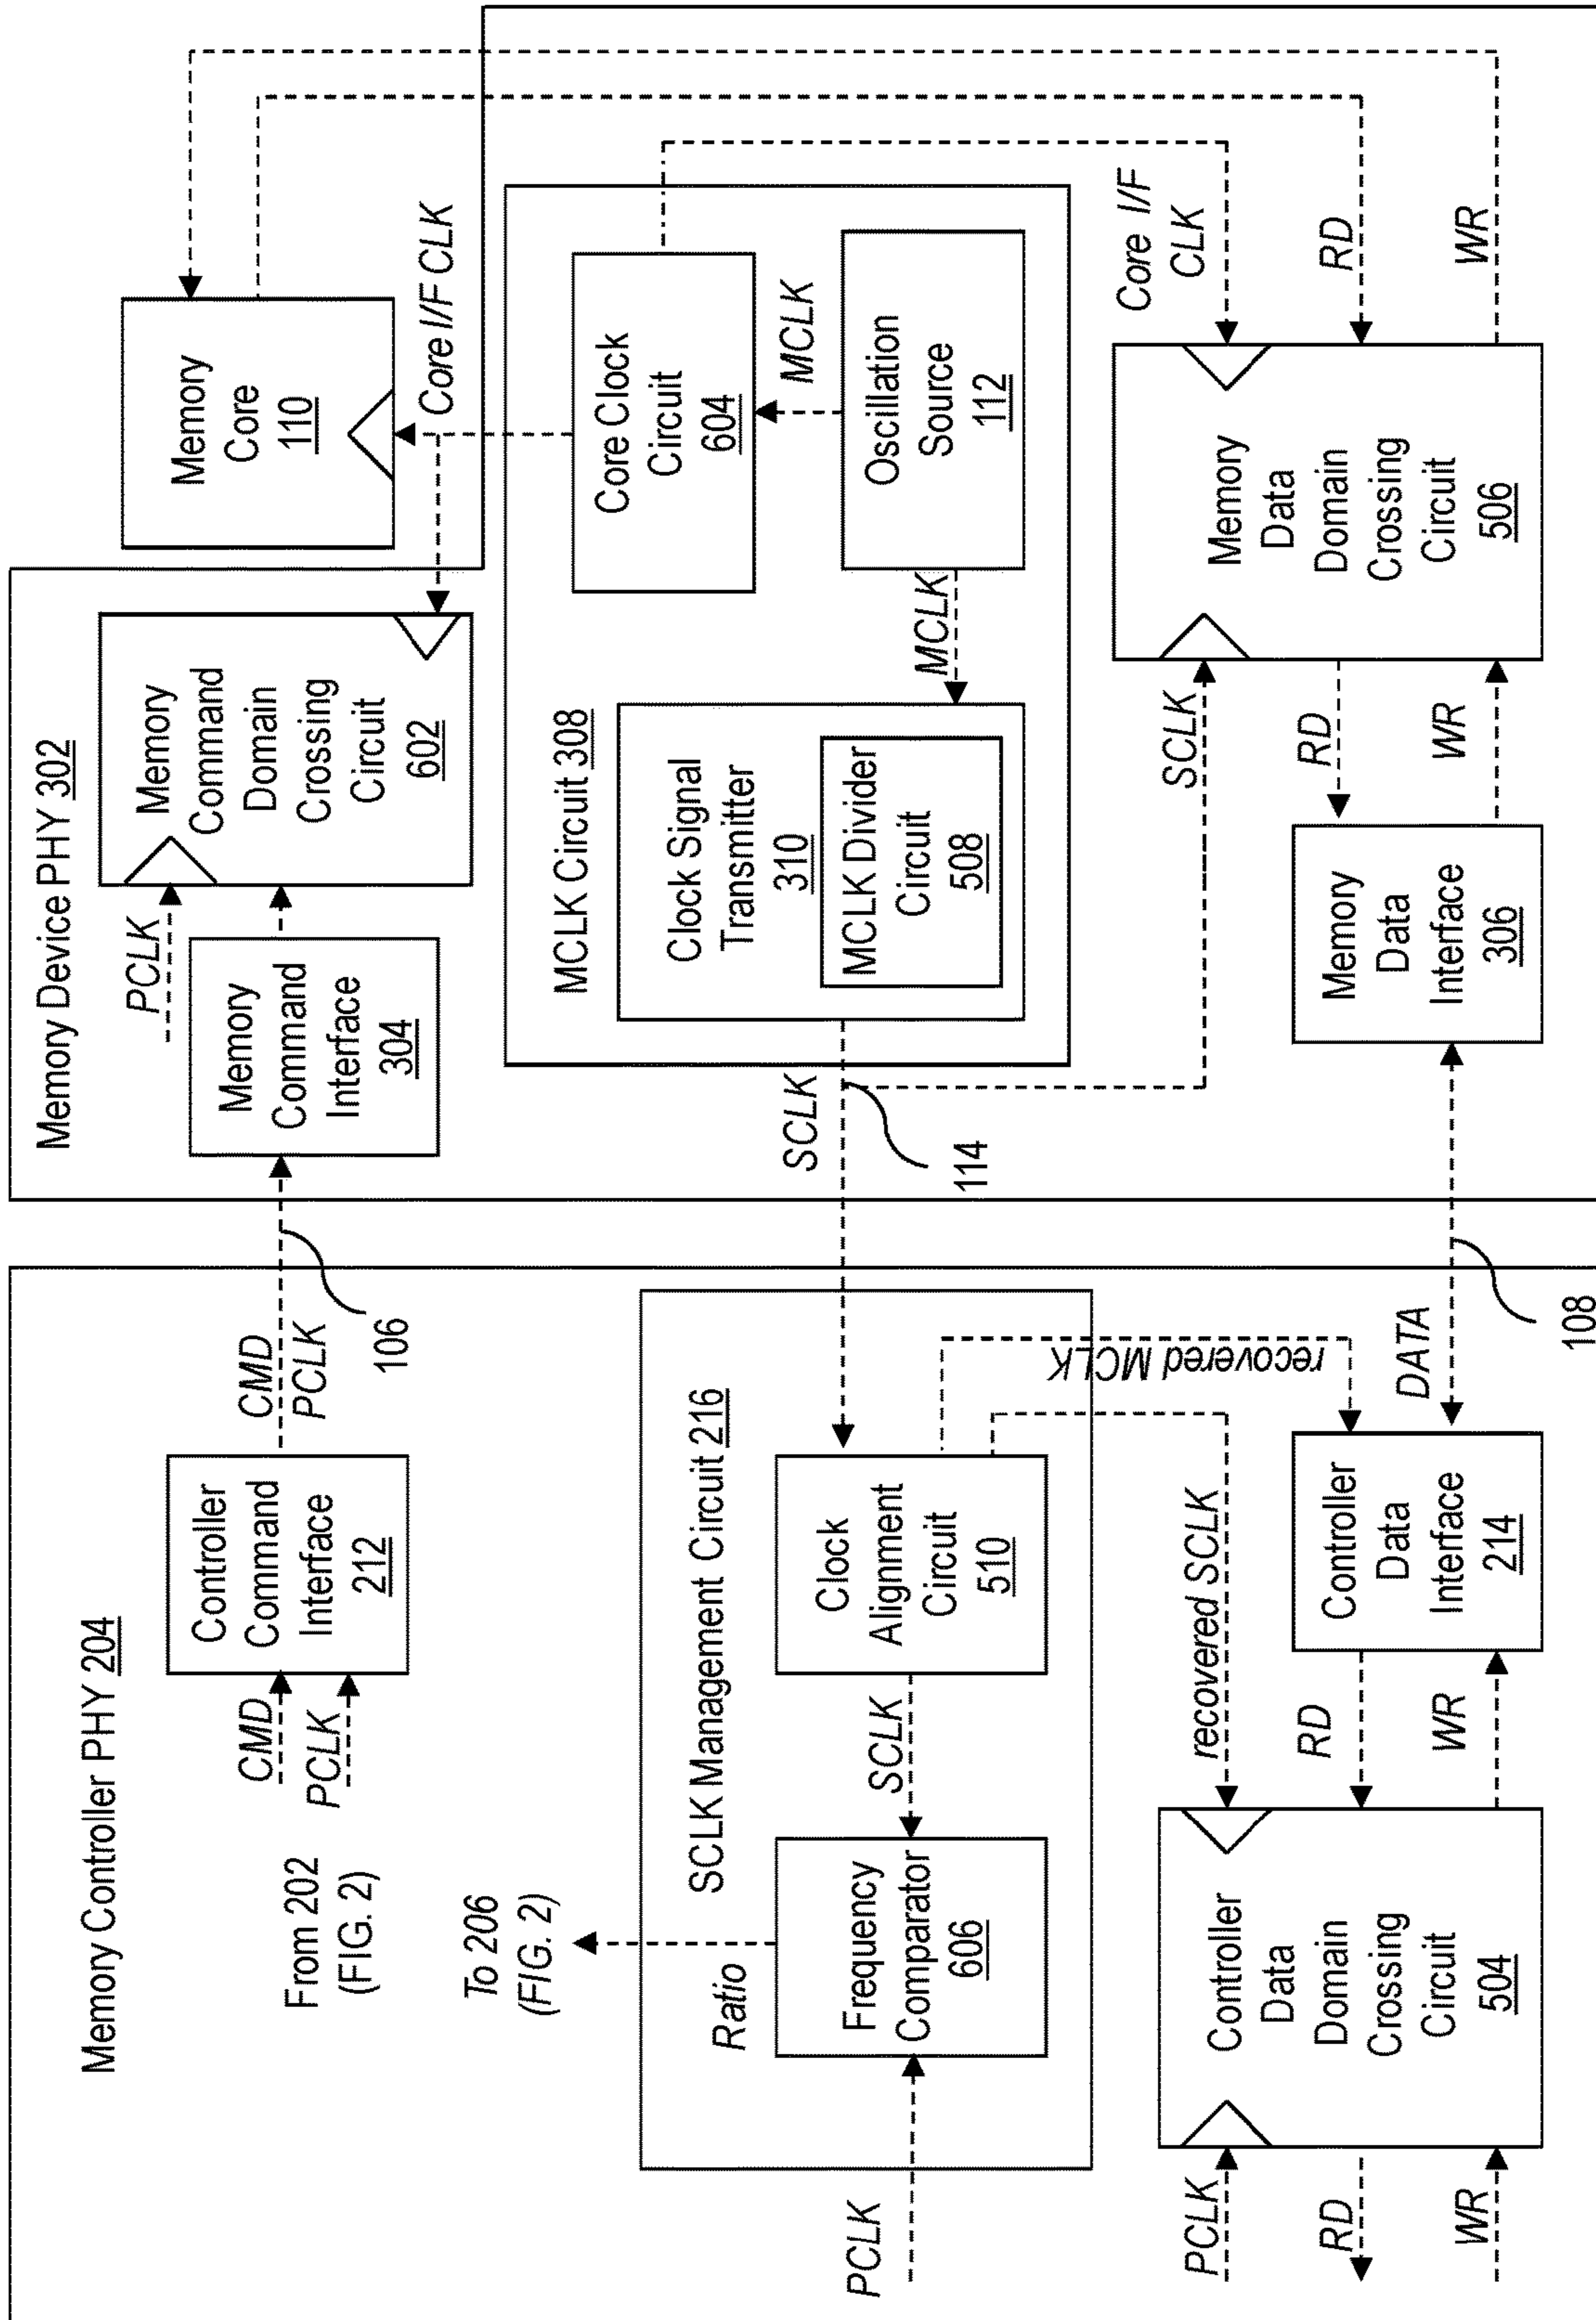 Memory Controller PHY 204
CMD
PCLK
From 202
(FIG. 2)
Controller
Command
Interface
212
CMD
PCLK
106
To 206
(FIG. 2)
Ratio
SCLK Management Circuit 216
PCLK
Frequency
Comparator
606
SCLK
Clock
Alignment
Circuit
510
recovered MCLK
recovered SCLK
PCLK
RD
WR
Controller
Data
Domain
Crossing
Circuit
504
RD
WR
Controller
Data
Interface
214
DATA
108
Memory Device PHY 302
PCLK
Memory
Command
Interface
304
Memory
Command
Domain
Crossing
Circuit
602
Memory
Core
110
Core I/F CLK
MCLK Circuit 308
SCLK
114
Clock Signal
Transmitter
310
MCLK Divider
Circuit
508
MCLK
Core Clock
Circuit
604
MCLK
Oscillation
Source
112
SCLK
Core I/F
CLK
Memory
Data
Interface
306
RD
WR
Memory
Data
Domain
Crossing
Circuit
506
RD
WR